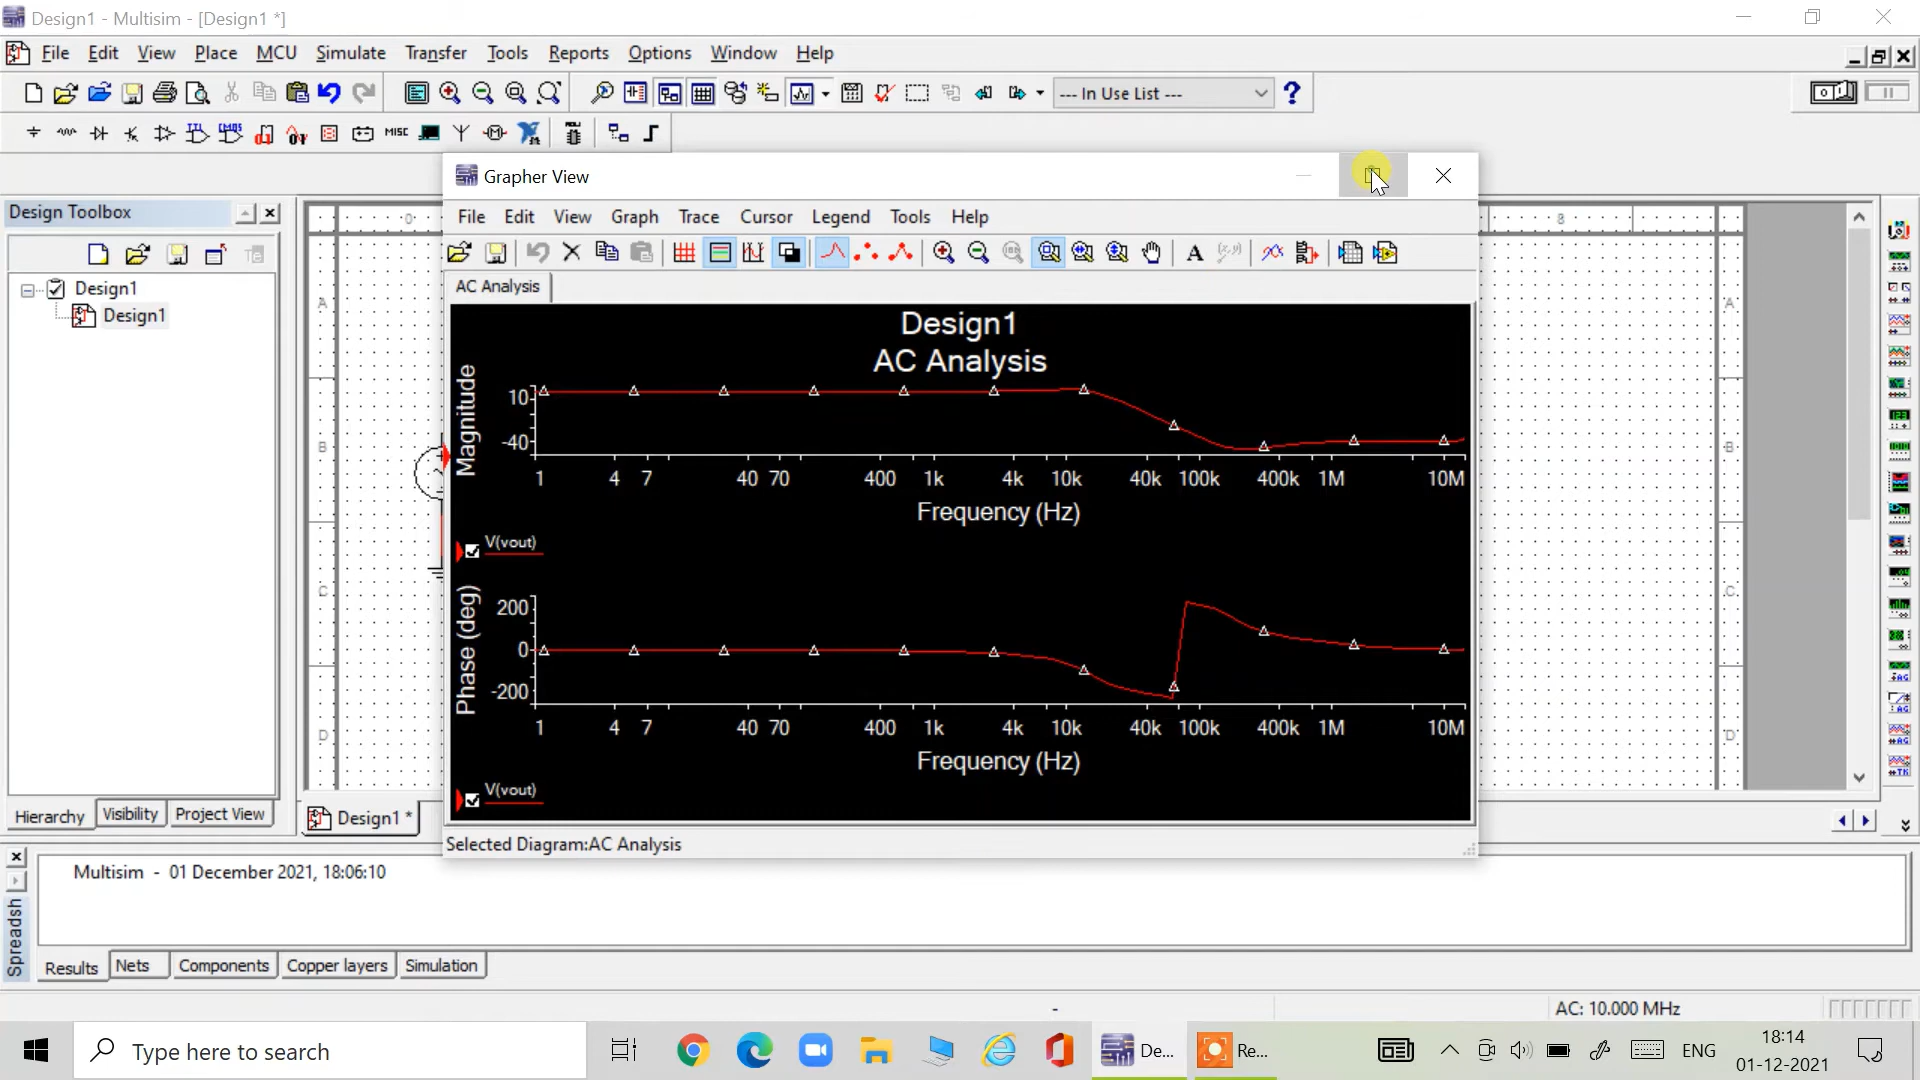 Design1 - Multisim - [Design1 *]
File Edit View Place MCU Simulate Transfer Tools Reports Options Window Help
--- In Use List ---
MISC
Grapher View
File Edit View Graph Trace Cursor Legend Tools Help
Design Toolbox
AC Analysis
Design1
Design1
Design1
AC Analysis
Magnitude
10
-40
1 4 7 40 70 400 1k 4k 10k 40k 100k 400k 1M 10M
Frequency (Hz)
V(vout)
Phase (deg)
200
0
-200
1 4 7 40 70 400 1k 4k 10k 40k 100k 400k 1M 10M
Frequency (Hz)
V(vout)
Selected Diagram:AC Analysis
0 8
A A
B B
C C
D D
Hierarchy Visibility Project View
Design1 *
Multisim - 01 December 2021, 18:06:10
Spreadsh
Results Nets Components Copper layers Simulation
- AC: 10.000 MHz
Type here to search
De... Re... ENG
18:14
01-12-2021